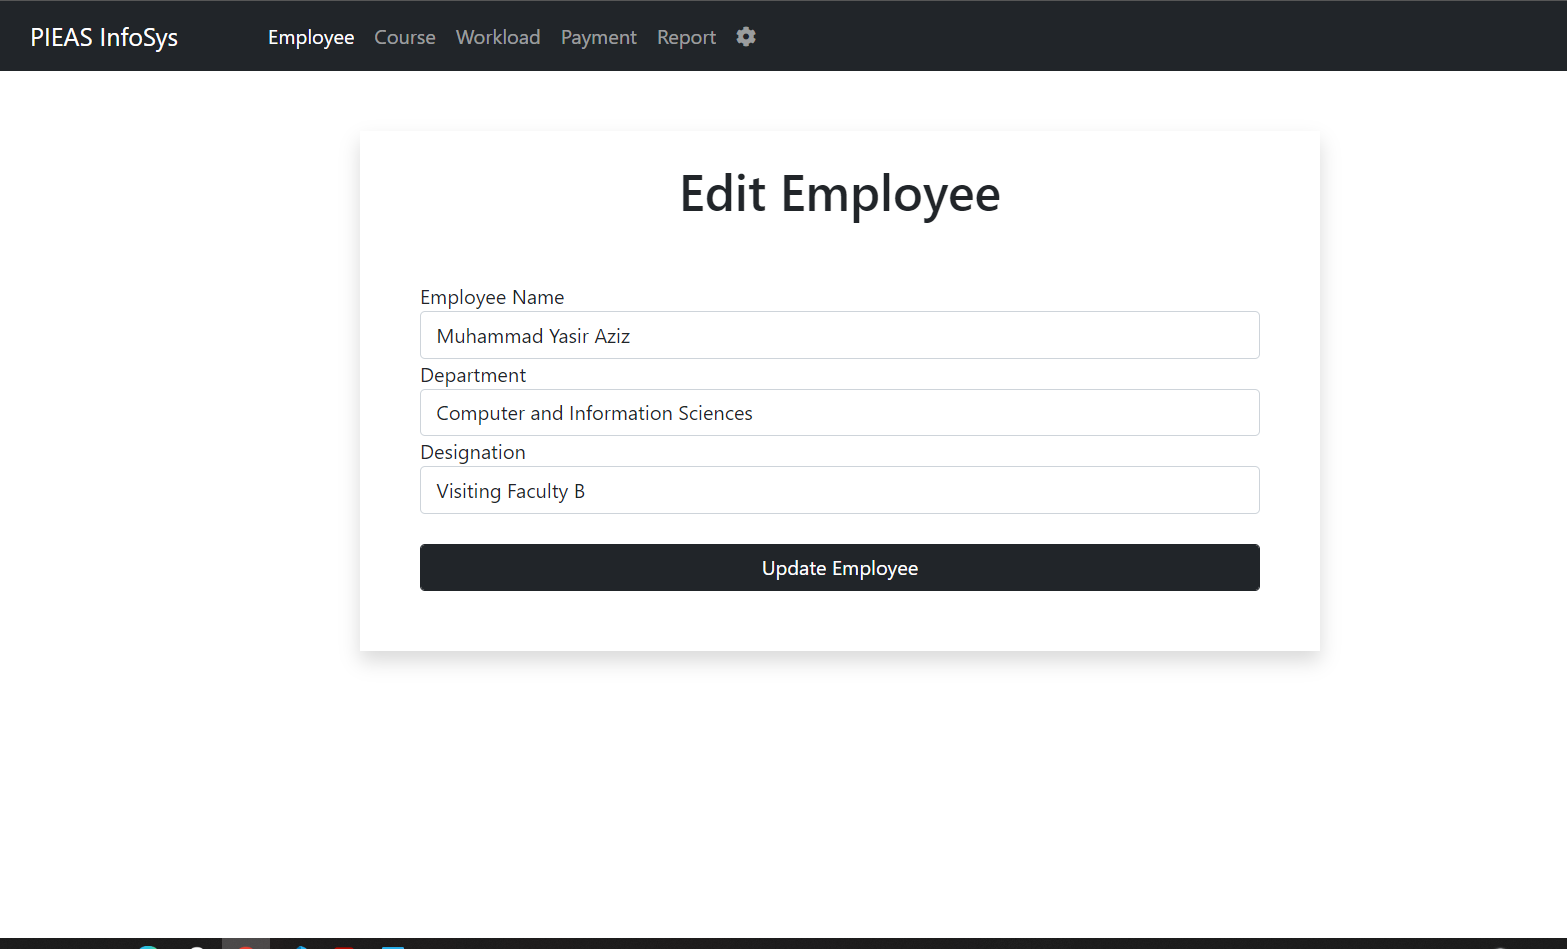 PIEAS InfoSys Employee Course Workload Payment Report
Edit Employee
Employee Name
Muhammad Yasir Aziz
Department
Computer and Information Sciences
Designation
Visiting Faculty B
Update Employee